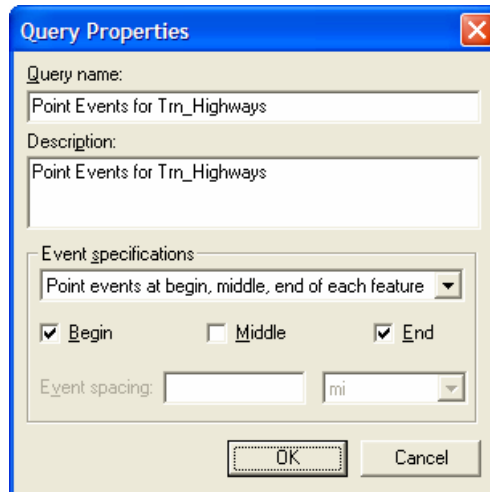 Query Properties
Query name:
Point Events for Trn_Highways
Description:
Point Events for Trn_Highways
Event specifications
Point events at begin, middle, end of each feature
Begin Middle End
Event spacing: mi
OK Cancel